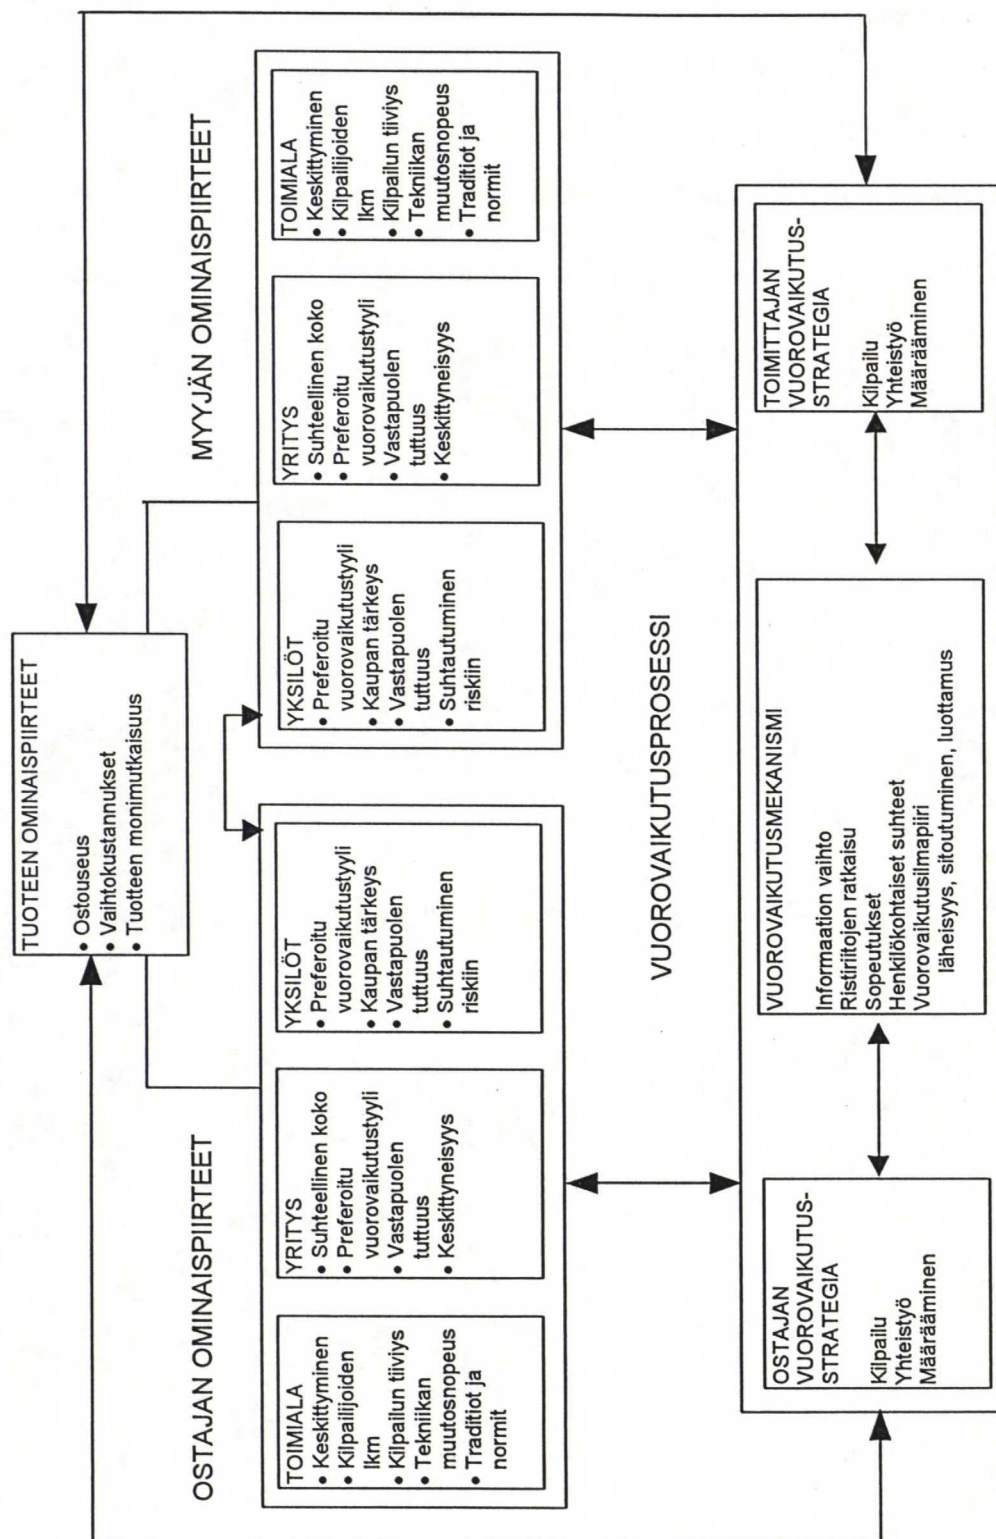 TUOTEEN OMINAISPIIRTEET
• Ostouseus
• Vaihtokustannukset
• Tuotteen monimutkaisuus
OSTAJAN OMINAISPIIRTEET
MYYJÄN OMINAISPIIRTEET
TOIMIALA
• Keskittyminen
• Kilpailijoiden
lkm
• Kilpailun tiiviys
• Tekniikan
muutosnopeus
• Traditiot ja
normit
YRITYS
• Suhteellinen koko
• Preferoitu
vuorovaikutustyyli
• Vastapuolen
tuttuus
• Keskittyneisyys
YKSILÖT
• Preferoitu
vuorovaikutustyyli
• Kaupan tärkeys
• Vastapuolen
tuttuus
• Suhtautuminen
riskiin
YKSILÖT
• Preferoitu
vuorovaikutustyyli
• Kaupan tärkeys
• Vastapuolen
tuttuus
• Suhtautuminen
riskiin
YRITYS
• Suhteellinen koko
• Preferoitu
vuorovaikutustyyli
• Vastapuolen
tuttuus
• Keskittyneisyys
TOIMIALA
• Keskittyminen
• Kilpailijoiden
lkm
• Kilpailun tiiviys
• Tekniikan
muutosnopeus
• Traditiot ja
normit
VUOROVAIKUTUSPROSESSI
OSTAJAN
VUOROVAIKUTUS-
STRATEGIA
Kilpailu
Yhteistyö
Määrääminen
VUOROVAIKUTUSMEKANISMI
Informaation vaihto
Ristiriitojen ratkaisu
Sopeutukset
Henkilökohtaiset suhteet
Vuorovaikutusilmapiiri
läheisyys, sitoutuminen, luottamus
TOIMITTAJAN
VUOROVAIKUTUS-
STRATEGIA
Kilpailu
Yhteistyö
Määrääminen